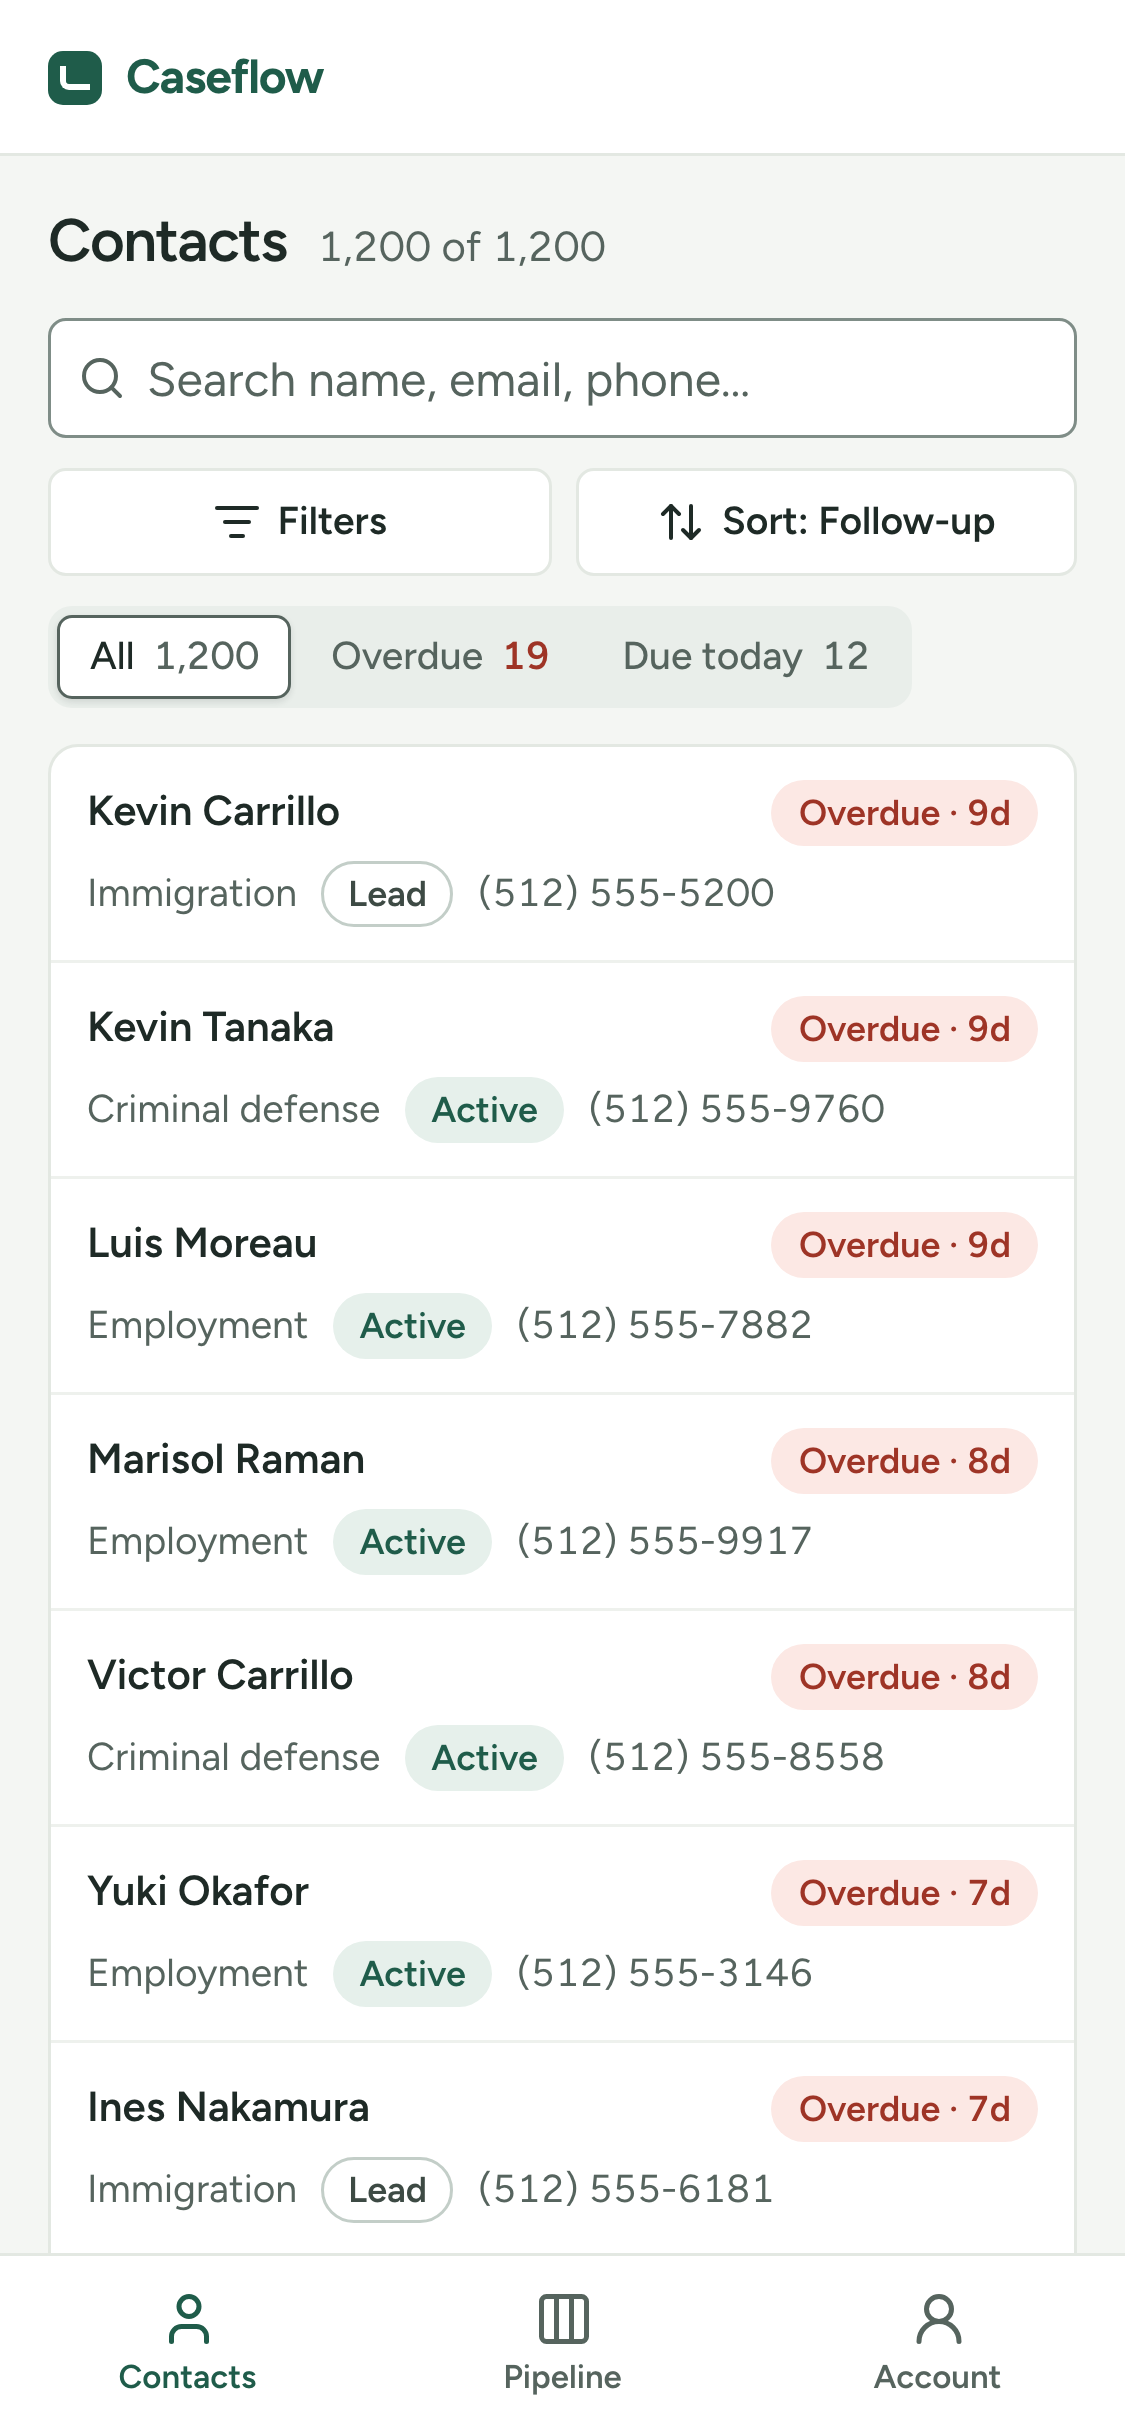 Caseflow
Contacts 1,200 of 1,200
Search name, email, phone...
Filters
Sort: Follow-up
All 1,200
Overdue 19
Due today 12
Kevin Carrillo
Overdue · 9d
Immigration Lead (512) 555-5200
Kevin Tanaka
Overdue · 9d
Criminal defense Active (512) 555-9760
Luis Moreau
Overdue · 9d
Employment Active (512) 555-7882
Marisol Raman
Overdue · 8d
Employment Active (512) 555-9917
Victor Carrillo
Overdue · 8d
Criminal defense Active (512) 555-8558
Yuki Okafor
Overdue · 7d
Employment Active (512) 555-3146
Ines Nakamura
Overdue · 7d
Immigration Lead (512) 555-6181
Contacts
Pipeline
Account